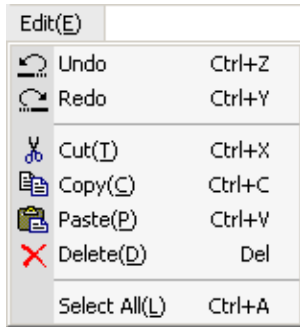 Edit(E)
Undo Ctrl+Z
Redo Ctrl+Y
Cut(T) Ctrl+X
Copy(C) Ctrl+C
Paste(P) Ctrl+V
Delete(D) Del
Select All(L) Ctrl+A